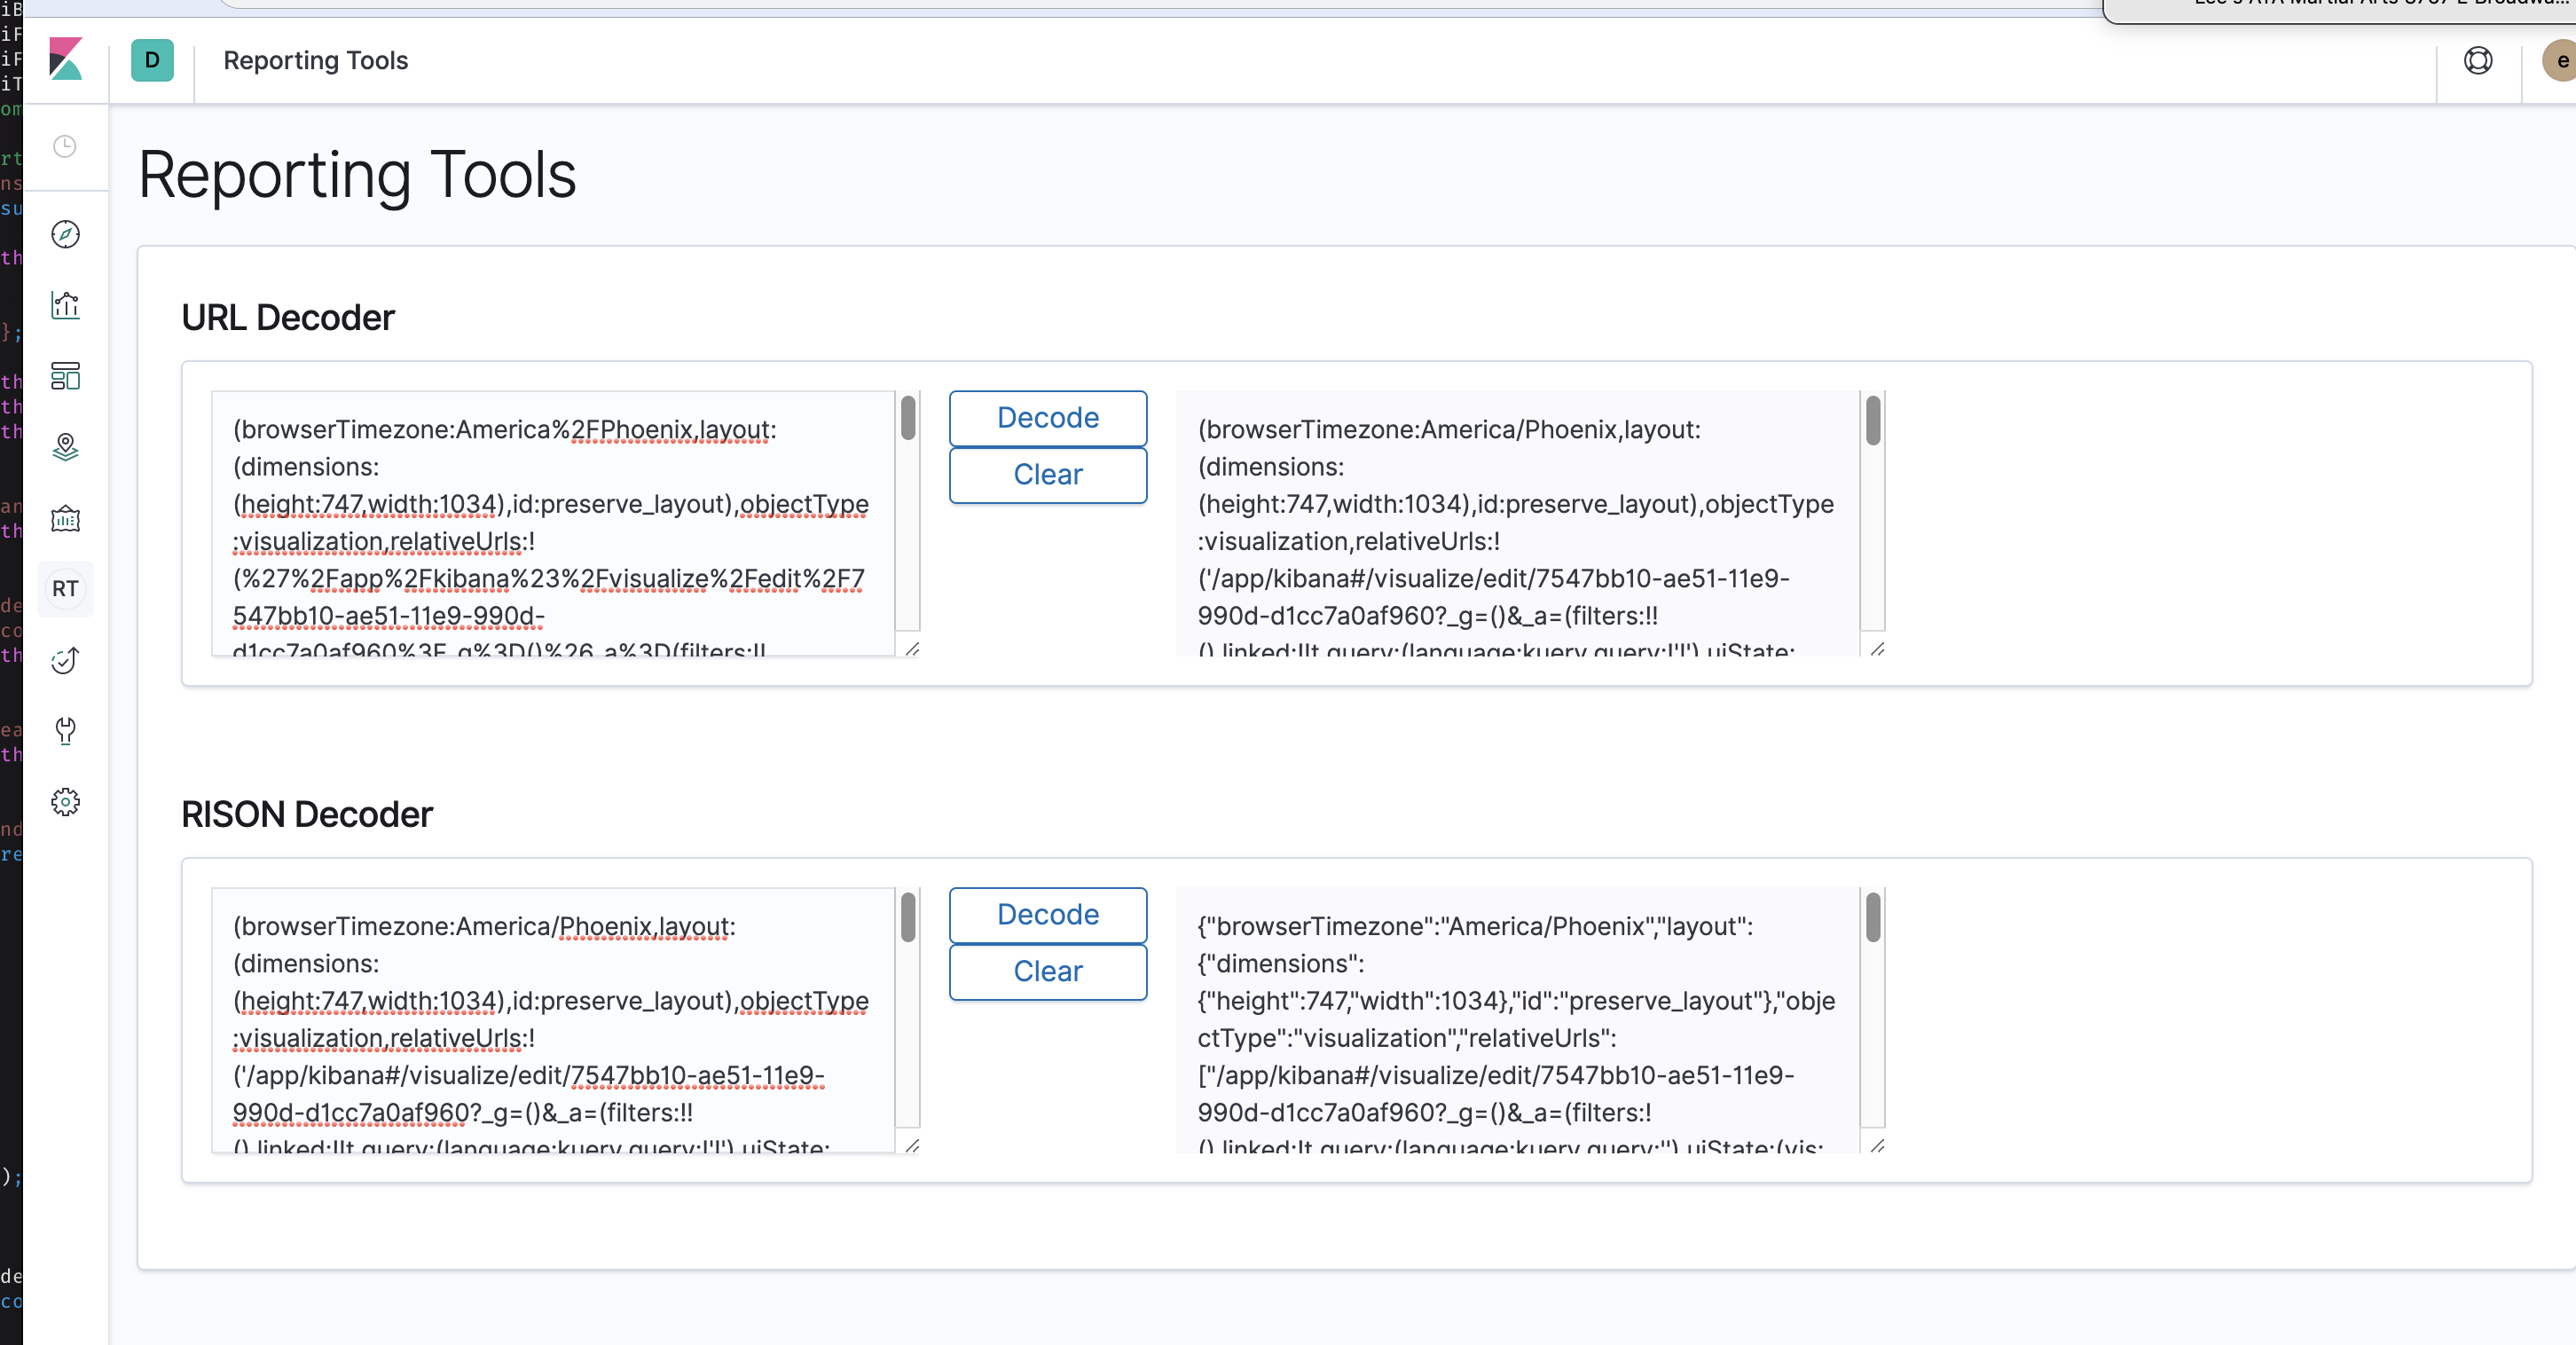 D
Reporting Tools
e
Reporting Tools
URL Decoder
(browserTimezone:America%2FPhoenix,layout:
(dimensions:
(height:747,width:1034),id:preserve_layout),objectType
:visualization,relativeUrls:!
(%27%2Fapp%2Fkibana%23%2Fvisualize%2Fedit%2F7
547bb10-ae51-11e9-990d-
d1cc7a0af960%3F_g%3D()%26_a%3D(filters:!!
Decode
Clear
(browserTimezone:America/Phoenix,layout:
(dimensions:
(height:747,width:1034),id:preserve_layout),objectType
:visualization,relativeUrls:!
('/app/kibana#/visualize/edit/7547bb10-ae51-11e9-
990d-d1cc7a0af960?_g=()&_a=(filters:!!
(),linked:!!t,query:(language:kuery,query:!'!'),uiState:
RT
RISON Decoder
(browserTimezone:America/Phoenix,layout:
(dimensions:
(height:747,width:1034),id:preserve_layout),objectType
:visualization,relativeUrls:!
('/app/kibana#/visualize/edit/7547bb10-ae51-11e9-
990d-d1cc7a0af960?_g=()&_a=(filters:!!
(),linked:!!t,query:(language:kuery,query:!'!'),uiState:
Decode
Clear
{"browserTimezone":"America/Phoenix","layout":
{"dimensions":
{"height":747,"width":1034},"id":"preserve_layout"},"obje
ctType":"visualization","relativeUrls":
["/app/kibana#/visualize/edit/7547bb10-ae51-11e9-
990d-d1cc7a0af960?_g=()&_a=(filters:!
(),linked:!t,query:(language:kuery,query:''),uiState:(vis: